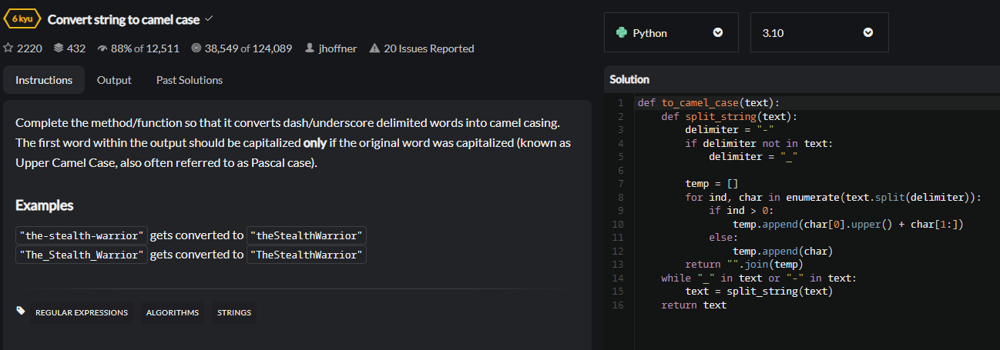 6 kyu Convert string to camel case
2220 432 88% of 12,511 38,549 of 124,089 jhoffner 20 Issues Reported
Instructions Output Past Solutions
Complete the method/function so that it converts dash/underscore delimited words into camel casing.
The first word within the output should be capitalized only if the original word was capitalized (known as
Upper Camel Case, also often referred to as Pascal case).
Examples
"the-stealth-warrior" gets converted to "theStealthWarrior"
"The_Stealth_Warrior" gets converted to "TheStealthWarrior"
REGULAR EXPRESSIONS ALGORITHMS STRINGS
Python 3.10
Solution
1 def to_camel_case(text):
2     def split_string(text):
3         delimiter = "-"
4         if delimiter not in text:
5             delimiter = "_"
6
7         temp = []
8         for ind, char in enumerate(text.split(delimiter)):
9             if ind > 0:
10                 temp.append(char[0].upper() + char[1:])
11             else:
12                 temp.append(char)
13         return "".join(temp)
14     while "_" in text or "-" in text:
15         text = split_string(text)
16     return text